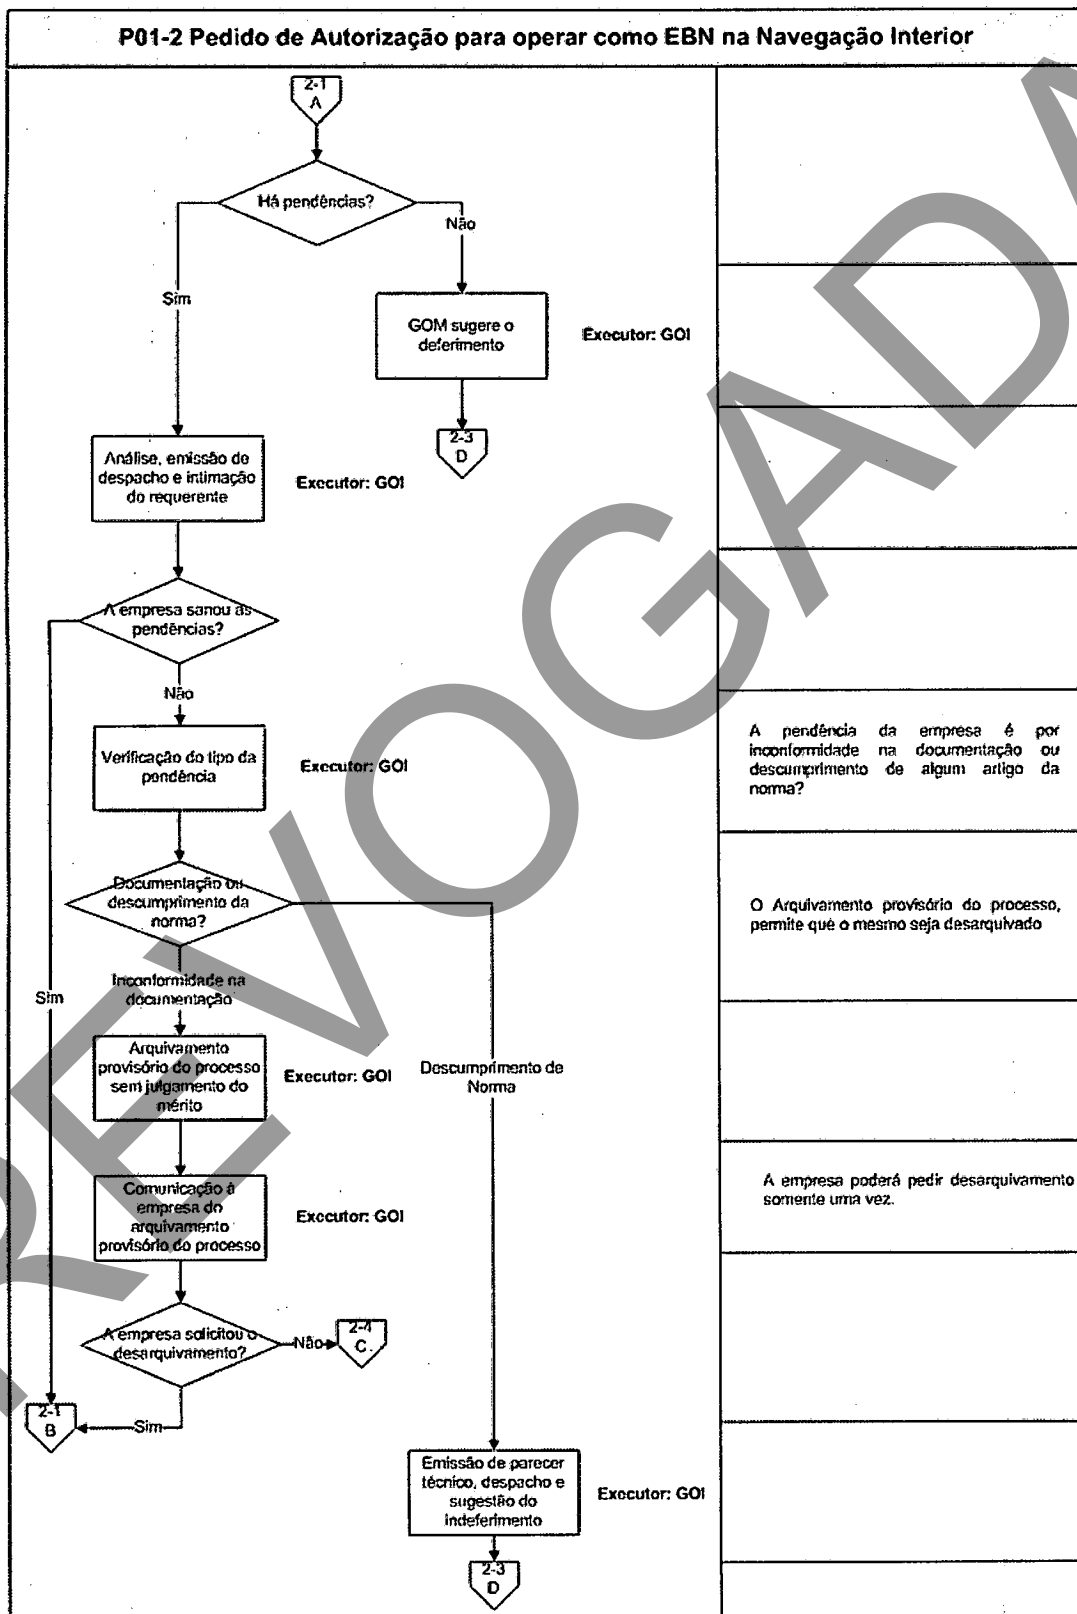 P01-2 Pedido de Autorização para operar como EBN na Navegação Interior
2-1
A
Há pendências?
Não
Sim
GOM sugere o
deferimento
Executor: GOI
2-3
D
Análise, emissão de
despacho e intimação
do requerente
Executor: GOI
A empresa sanou as
pendências?
Não
Verificação do tipo da
pendência
Executor: GOI
A pendência da empresa é por
inconformidade na documentação ou
descumprimento de algum artigo da
norma?
Documentação ou
descumprimento da
norma?
O Arquivamento provisório do processo,
permite que o mesmo seja desarquivado
Inconformidade na
documentação
Sim
Arquivamento
provisório do processo
sem julgamento do
mérito
Executor: GOI
Descumprimento de
Norma
Comunicação à
empresa do
arquivamento
provisório do processo
Executor: GOI
A empresa poderá pedir desarquivamento
somente uma vez.
A empresa solicitou o
desarquivamento?
Não
2-4
C
2-1
B
Sim
Emissão de parecer
técnico, despacho e
sugestão do
indeferimento
Executor: GOI
2-3
D
REVOGADA